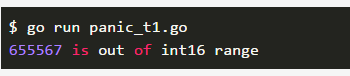 $ go run panic_t1.go
655567 is out of int16 range